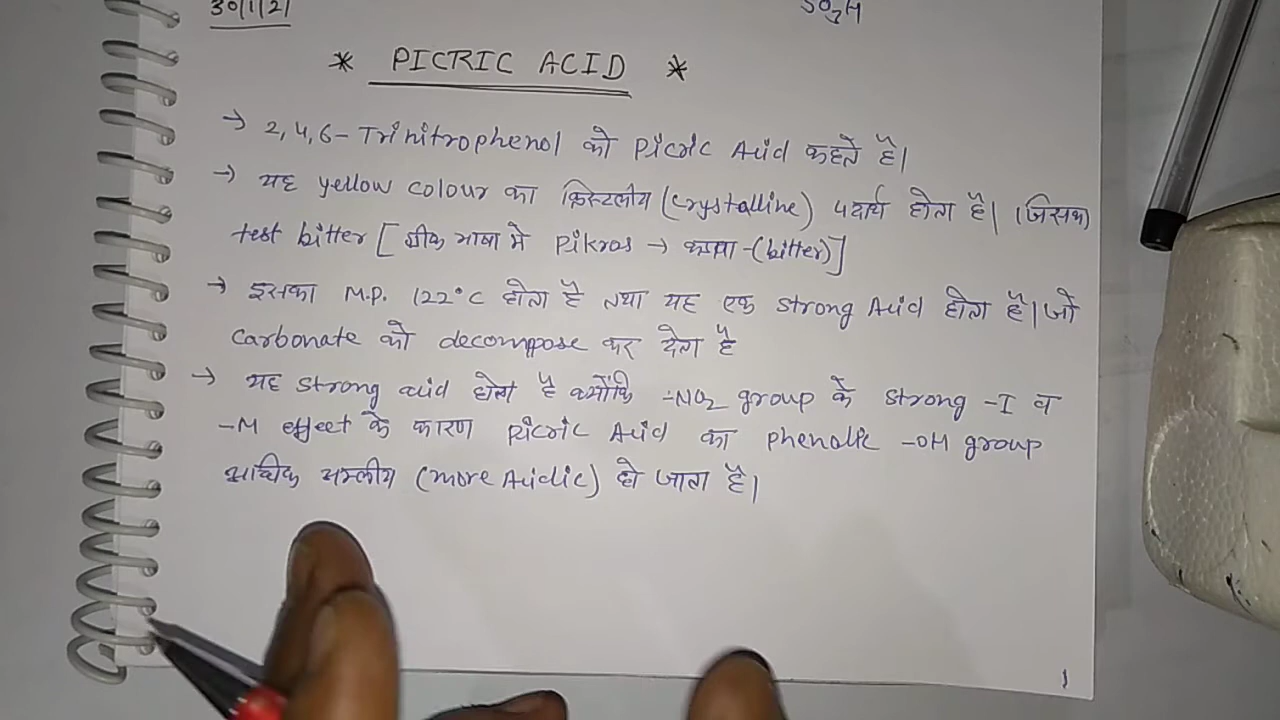 30/1/21
SO3H
* PICRIC ACID *
→ 2,4,6- Trinitrophenol को Picric Acid कहते है।
→ यह yellow colour का क्रिस्टलीय (crystalline) पदार्थ होता है। (जिसका)
test bitter [ग्रीक भाषा मे Pikros → कड़वा -(bitter)]
→ इसका M.P. 122°C होता है तथा यह एक strong Acid होता है। जो
Carbonate को decompose कर देता है
→ यह strong acid होता है क्योंकि -NO2 group के strong -I व
-M effect के कारण Picric Acid का phenolic -OH group
अधिक अम्लीय (more Acidic) हो जाता है।
1